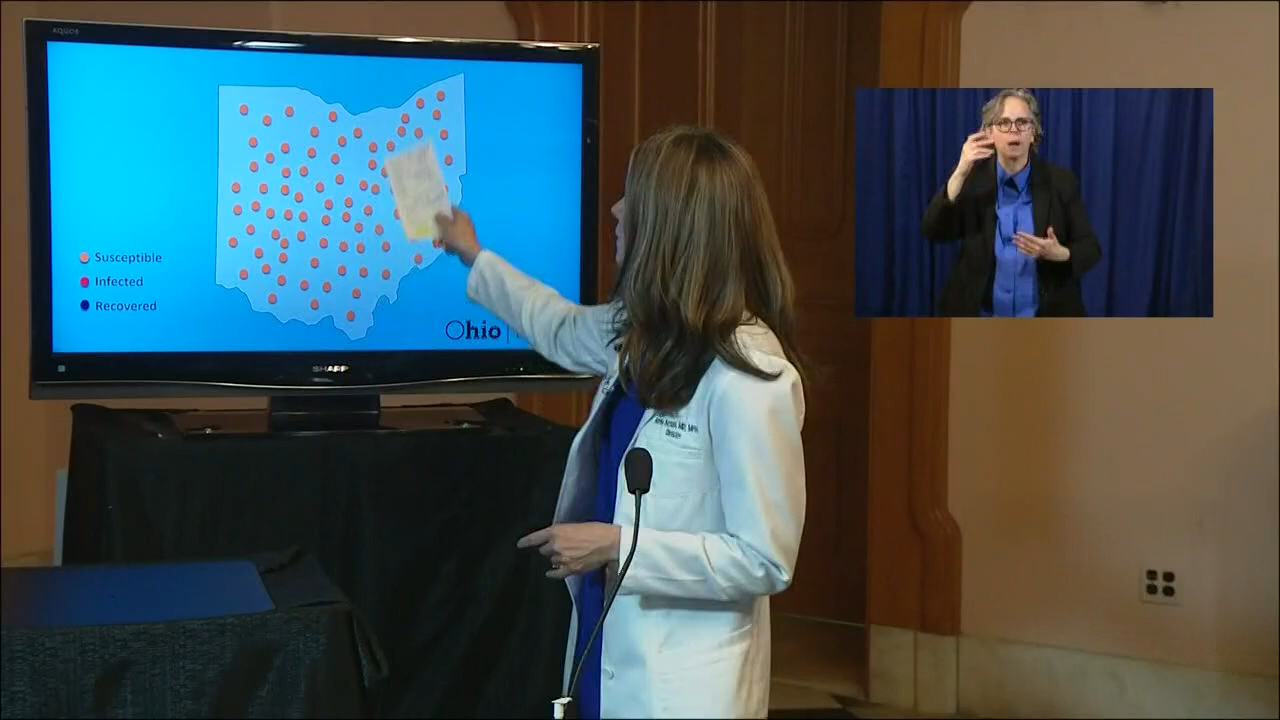 AQUOS
Susceptible
Infected
Recovered
Ohio
SHARP